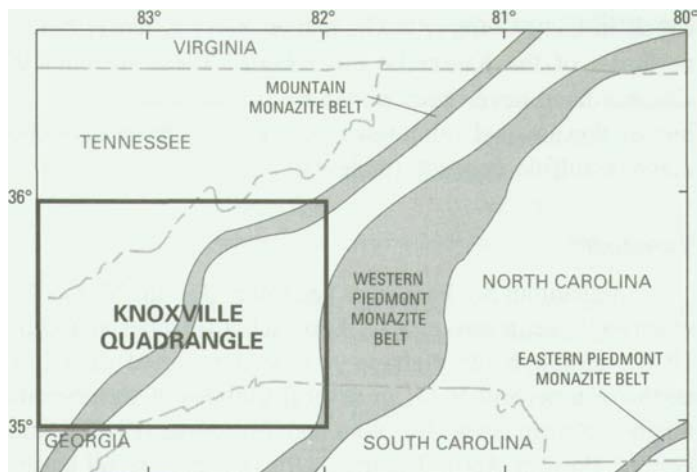 83° 82° 81° 80°
VIRGINIA
MOUNTAIN
MONAZITE BELT
TENNESSEE
36°
WESTERN
PIEDMONT
MONAZITE
BELT
NORTH CAROLINA
KNOXVILLE
QUADRANGLE
EASTERN PIEDMONT
MONAZITE BELT
35°
GEORGIA
SOUTH CAROLINA